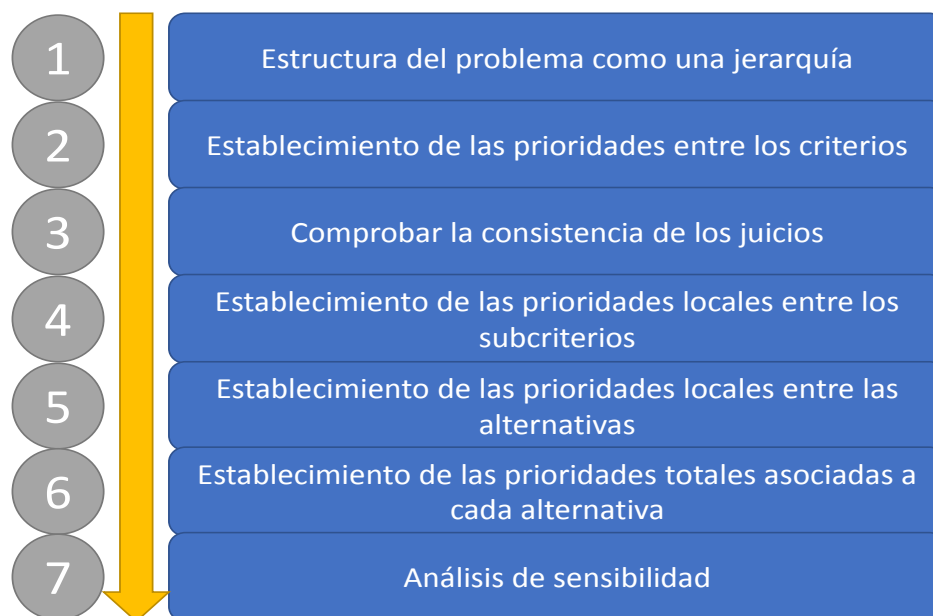 1
Estructura del problema como una jerarquía
2
Establecimiento de las prioridades entre los criterios
3
Comprobar la consistencia de los juicios
4
Establecimiento de las prioridades locales entre los
subcriterios
5
Establecimiento de las prioridades locales entre las
alternativas
6
Establecimiento de las prioridades totales asociadas a
cada alternativa
7
Análisis de sensibilidad